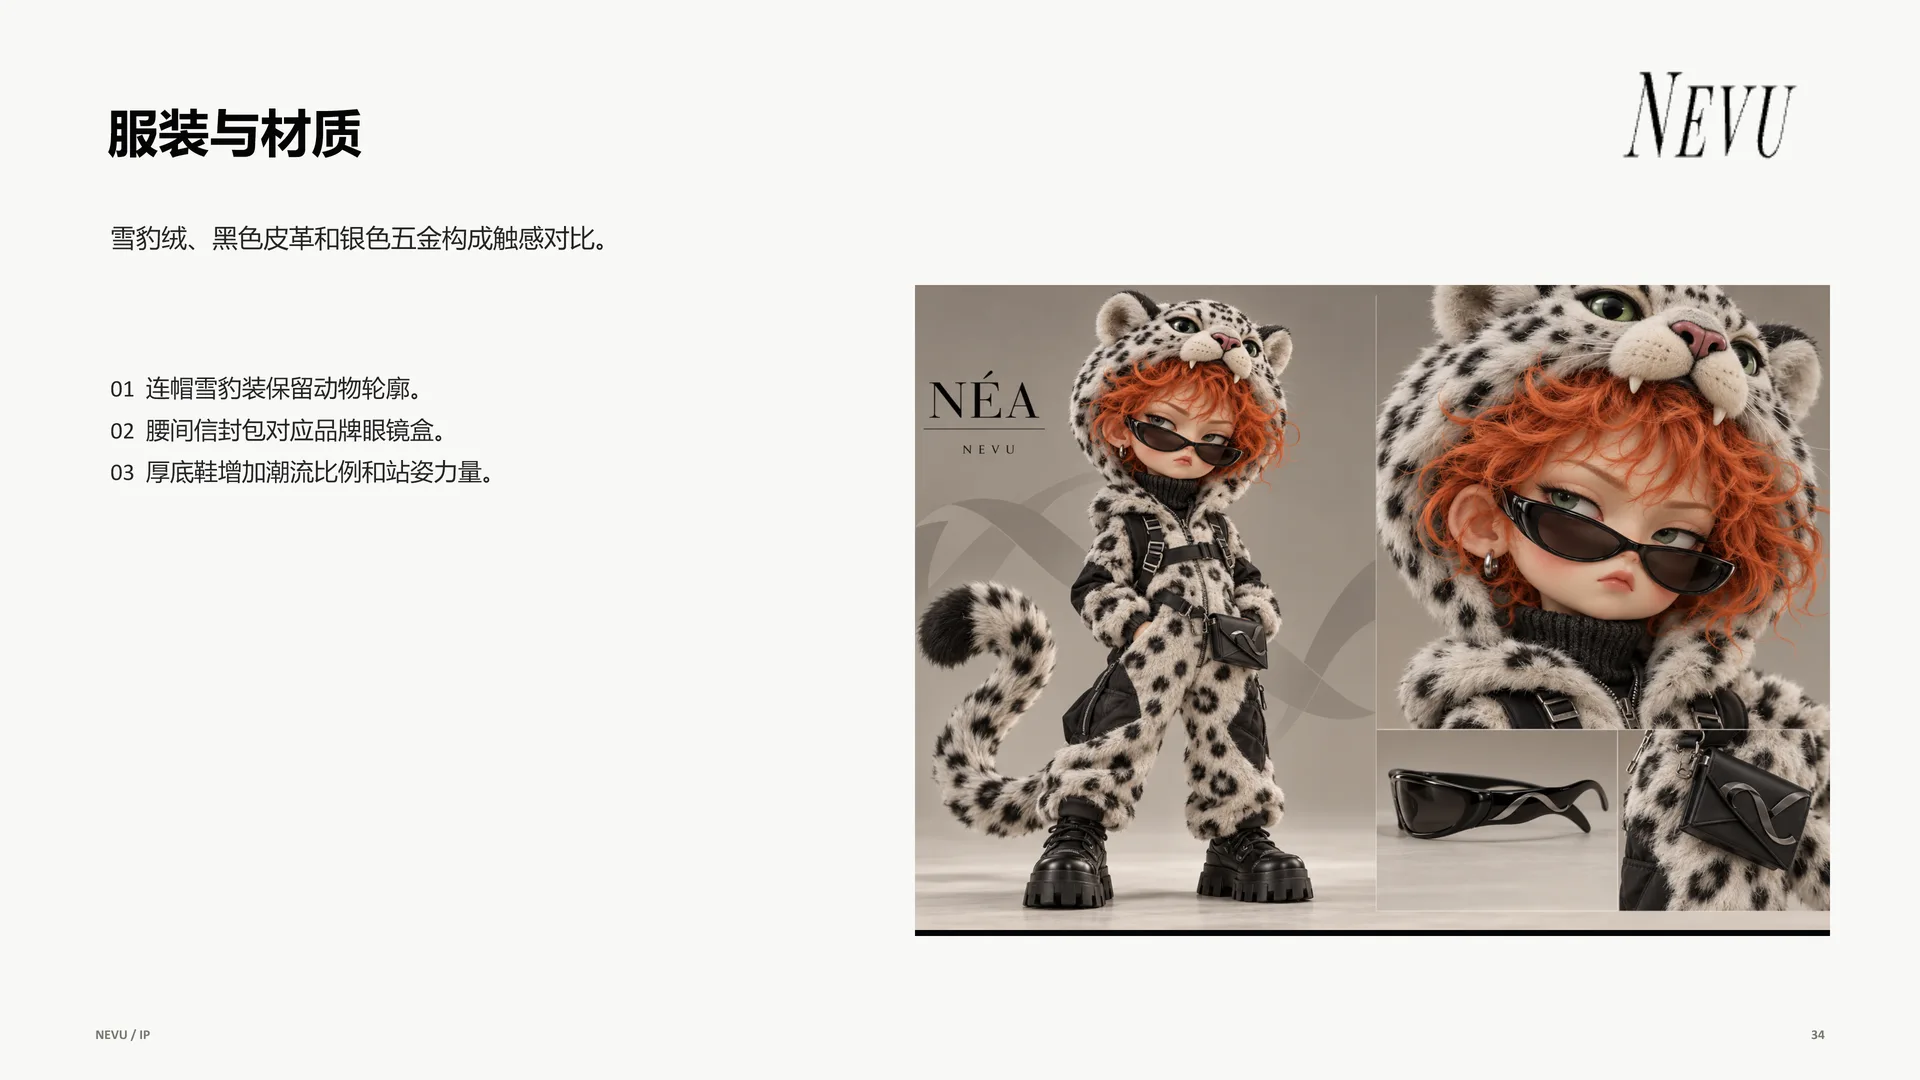 服装与材质
NEVU
雪豹绒、黑色皮革和银色五金构成触感对比。
01 连帽雪豹装保留动物轮廓。
02 腰间信封包对应品牌眼镜盒。
03 厚底鞋增加潮流比例和站姿力量。
NÉA
NEVU
NEVU / IP
34